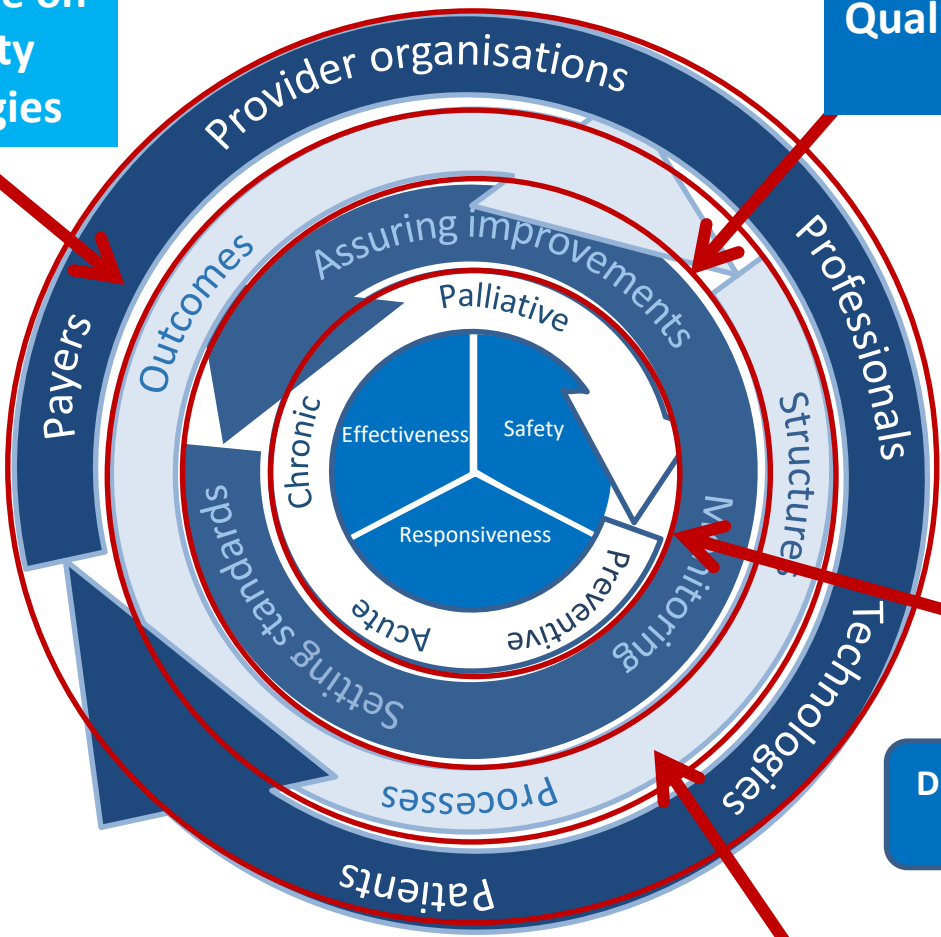 e on
ty
gies
Qual
Provider organisations
Professionals
Technologies
Patients
Payers
Outcomes
Structures
Processes
Assuring improvements
Monitoring
Setting standards
Palliative
Preventive
Acute
Chronic
Effectiveness
Safety
Responsiveness
D